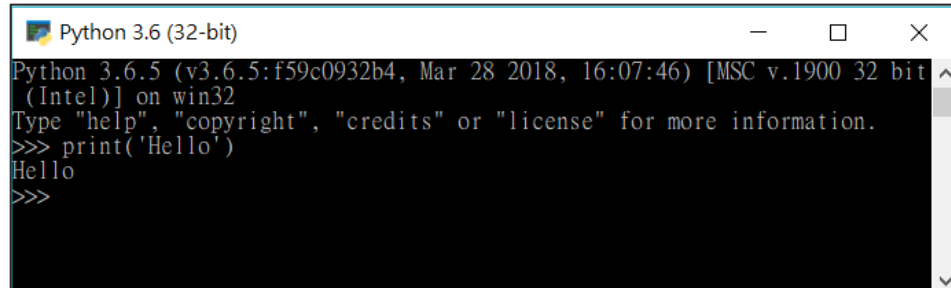 Python 3.6 (32-bit)
Python 3.6.5 (v3.6.5:f59c0932b4, Mar 28 2018, 16:07:46) [MSC v.1900 32 bit
 (Intel)] on win32
Type "help", "copyright", "credits" or "license" for more information.
>>> print('Hello')
Hello
>>>